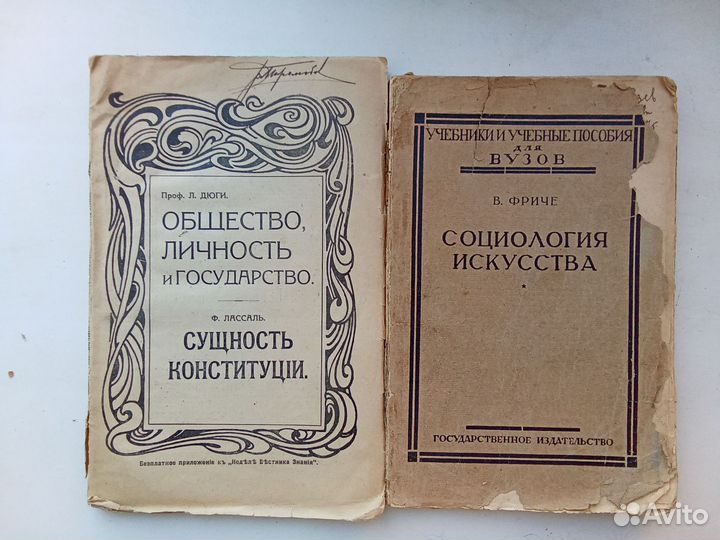 Проф. Л. ДЮГИ.
ОБЩЕСТВО,
ЛИЧНОСТЬ
и ГОСУДАРСТВО.
Ф. ЛАССАЛЬ.
СУЩНОСТЬ
КОНСТИТУЦІИ.
Безплатное приложеніе къ „Недѣлѣ Вѣстника Знанія".
УЧЕБНИКИ И УЧЕБНЫЕ ПОСОБИЯ
для
ВУЗОВ
В. ФРИЧЕ
СОЦИОЛОГИЯ
ИСКУССТВА
ГОСУДАРСТВЕННОЕ ИЗДАТЕЛЬСТВО
Avito